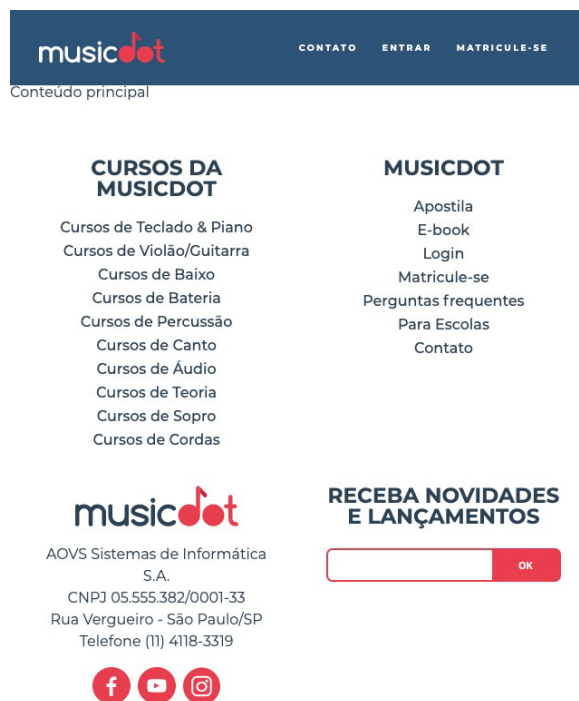 musicdot
CONTATO ENTRAR MATRICULE-SE
Conteúdo principal
CURSOS DA
MUSICDOT
Cursos de Teclado & Piano
Cursos de Violão/Guitarra
Cursos de Baixo
Cursos de Bateria
Cursos de Percussão
Cursos de Canto
Cursos de Áudio
Cursos de Teoria
Cursos de Sopro
Cursos de Cordas
MUSICDOT
Apostila
E-book
Login
Matricule-se
Perguntas frequentes
Para Escolas
Contato
musicdot
AOVS Sistemas de Informática
S.A.
CNPJ 05.555.382/0001-33
Rua Vergueiro - São Paulo/SP
Telefone (11) 4118-3319
RECEBA NOVIDADES
E LANÇAMENTOS
OK